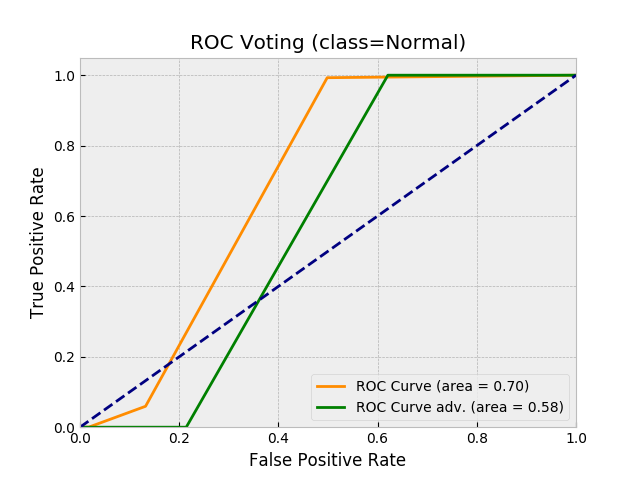 ROC Voting (class=Normal)
True Positive Rate
1.0
0.8
0.6
0.4
0.2
0.0
ROC Curve (area = 0.70)
ROC Curve adv. (area = 0.58)
0.0 0.2 0.4 0.6 0.8 1.0
False Positive Rate